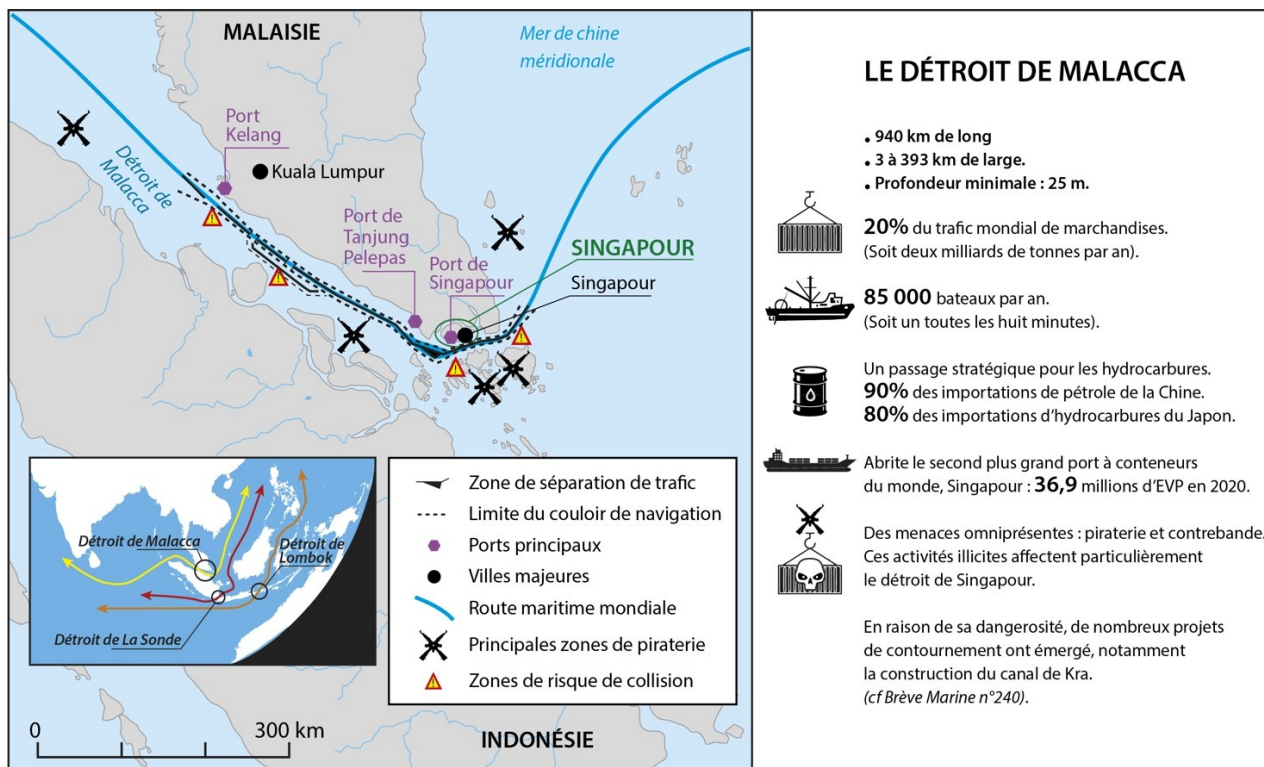 MALAISIE
Mer de chine
méridionale
Port
Kelang
Kuala Lumpur
Détroit de
Malacca
Port de
Tanjung
Pelepas
Port de
Singapour
SINGAPOUR
Singapour
Détroit de Malacca
Détroit de
Lombok
Détroit de La Sonde
0
300 km
INDONÉSIE
Zone de séparation de trafic
Limite du couloir de navigation
Ports principaux
Villes majeures
Route maritime mondiale
Principales zones de piraterie
Zones de risque de collision
LE DÉTROIT DE MALACCA
• 940 km de long
• 3 à 393 km de large.
• Profondeur minimale : 25 m.
20% du trafic mondial de marchandises.
(Soit deux milliards de tonnes par an).
85 000 bateaux par an.
(Soit un toutes les huit minutes).
Un passage stratégique pour les hydrocarbures.
90% des importations de pétrole de la Chine.
80% des importations d'hydrocarbures du Japon.
Abrite le second plus grand port à conteneurs
du monde, Singapour : 36,9 millions d'EVP en 2020.
Des menaces omniprésentes : piraterie et contrebande.
Ces activités illicites affectent particulièrement
le détroit de Singapour.
En raison de sa dangerosité, de nombreux projets
de contournement ont émergé, notamment
la construction du canal de Kra.
(cf Brève Marine n°240).